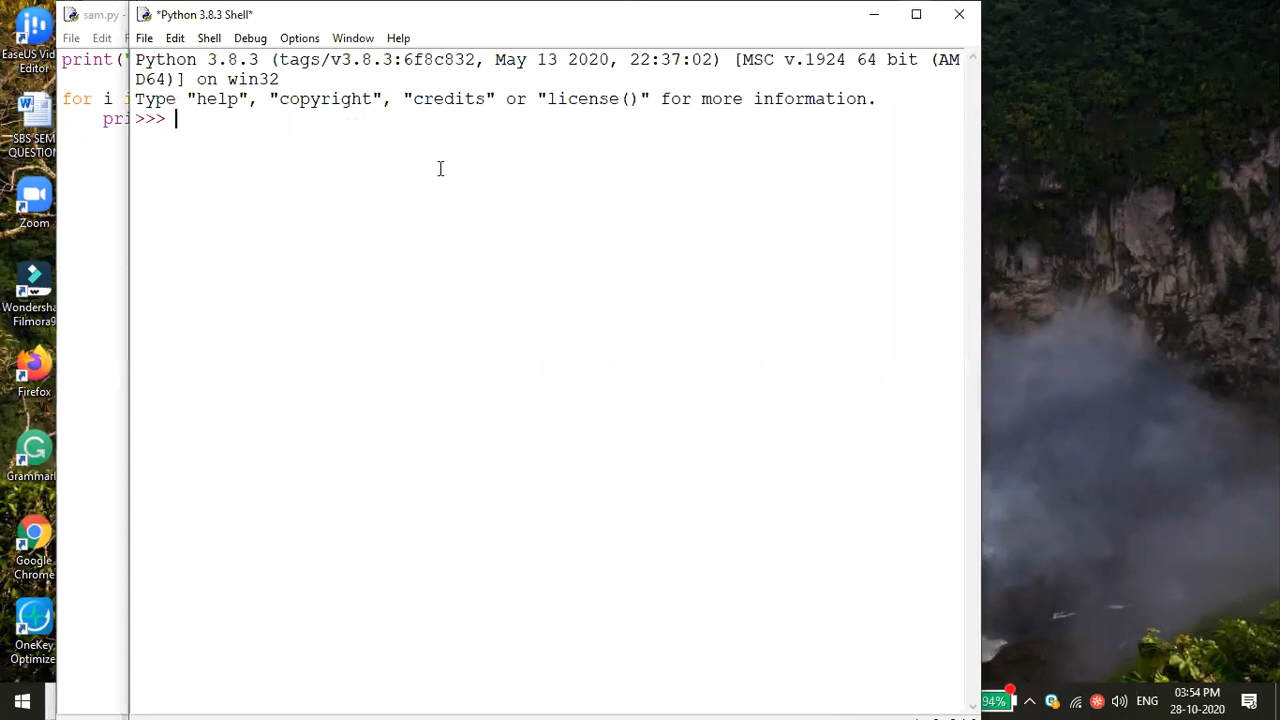 sam.py -
File Edit
print("
for i i
pri
*Python 3.8.3 Shell*
File Edit Shell Debug Options Window Help
Python 3.8.3 (tags/v3.8.3:6f8c832, May 13 2020, 22:37:02) [MSC v.1924 64 bit (AM
D64)] on win32
Type "help", "copyright", "credits" or "license()" for more information.
>>>
EaseUS Vid
Editor
SBS SEM
QUESTION
Zoom
Wondersha
Filmora9
Firefox
Grammarl
Google
Chrome
OneKey
Optimize
94%
ENG
03:54 PM
28-10-2020